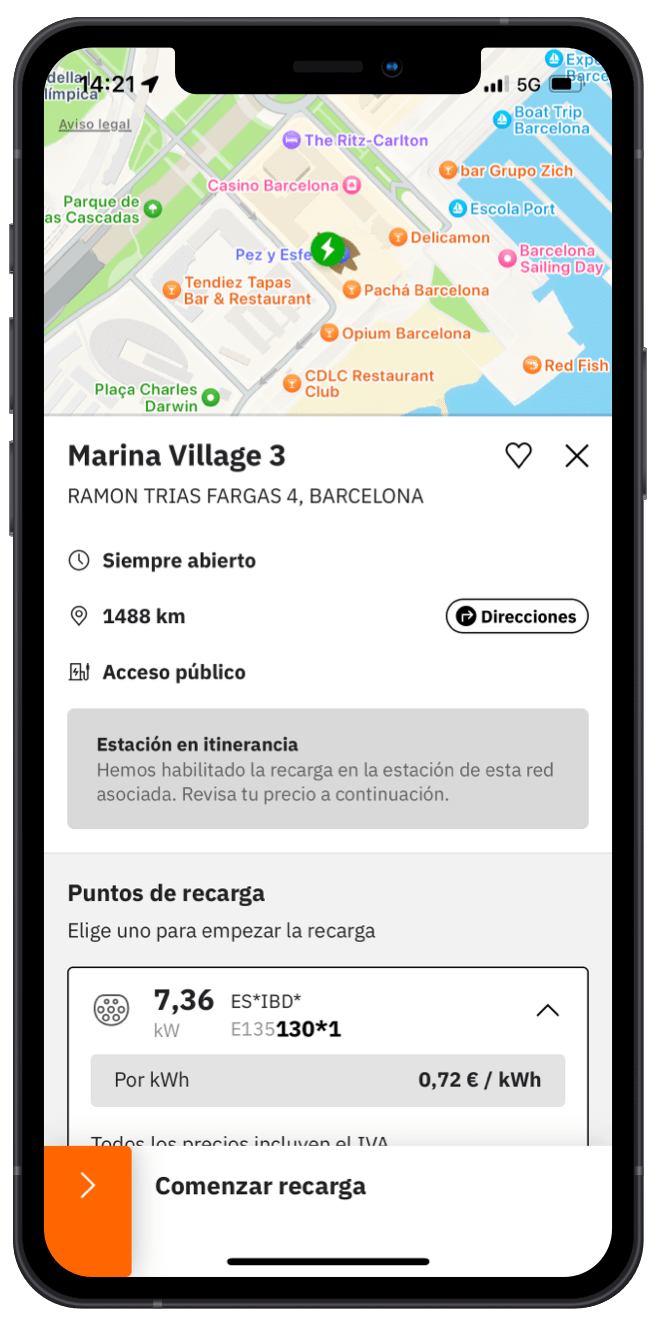 della
límpica
14:21
5G
Aviso legal
Boat Trip
Barcelona
The Ritz-Carlton
bar Grupo Zich
Casino Barcelona
Parque de
as Cascadas
Escola Port
Delicamon
Pez y Esfe
Barcelona
Sailing Day
Tendiez Tapas
Bar & Restaurant
Pachá Barcelona
Opium Barcelona
Red Fish
CDLC Restaurant
Club
Plaça Charles
Darwin
Marina Village 3
RAMON TRIAS FARGAS 4, BARCELONA
Siempre abierto
1488 km
Direcciones
Acceso público
Estación en itinerancia
Hemos habilitado la recarga en la estación de esta red
asociada. Revisa tu precio a continuación.
Puntos de recarga
Elige uno para empezar la recarga
7,36
kW
ES*IBD*
E135130*1
Por kWh
0,72 € / kWh
Todos los precios incluyen el IVA
Comenzar recarga